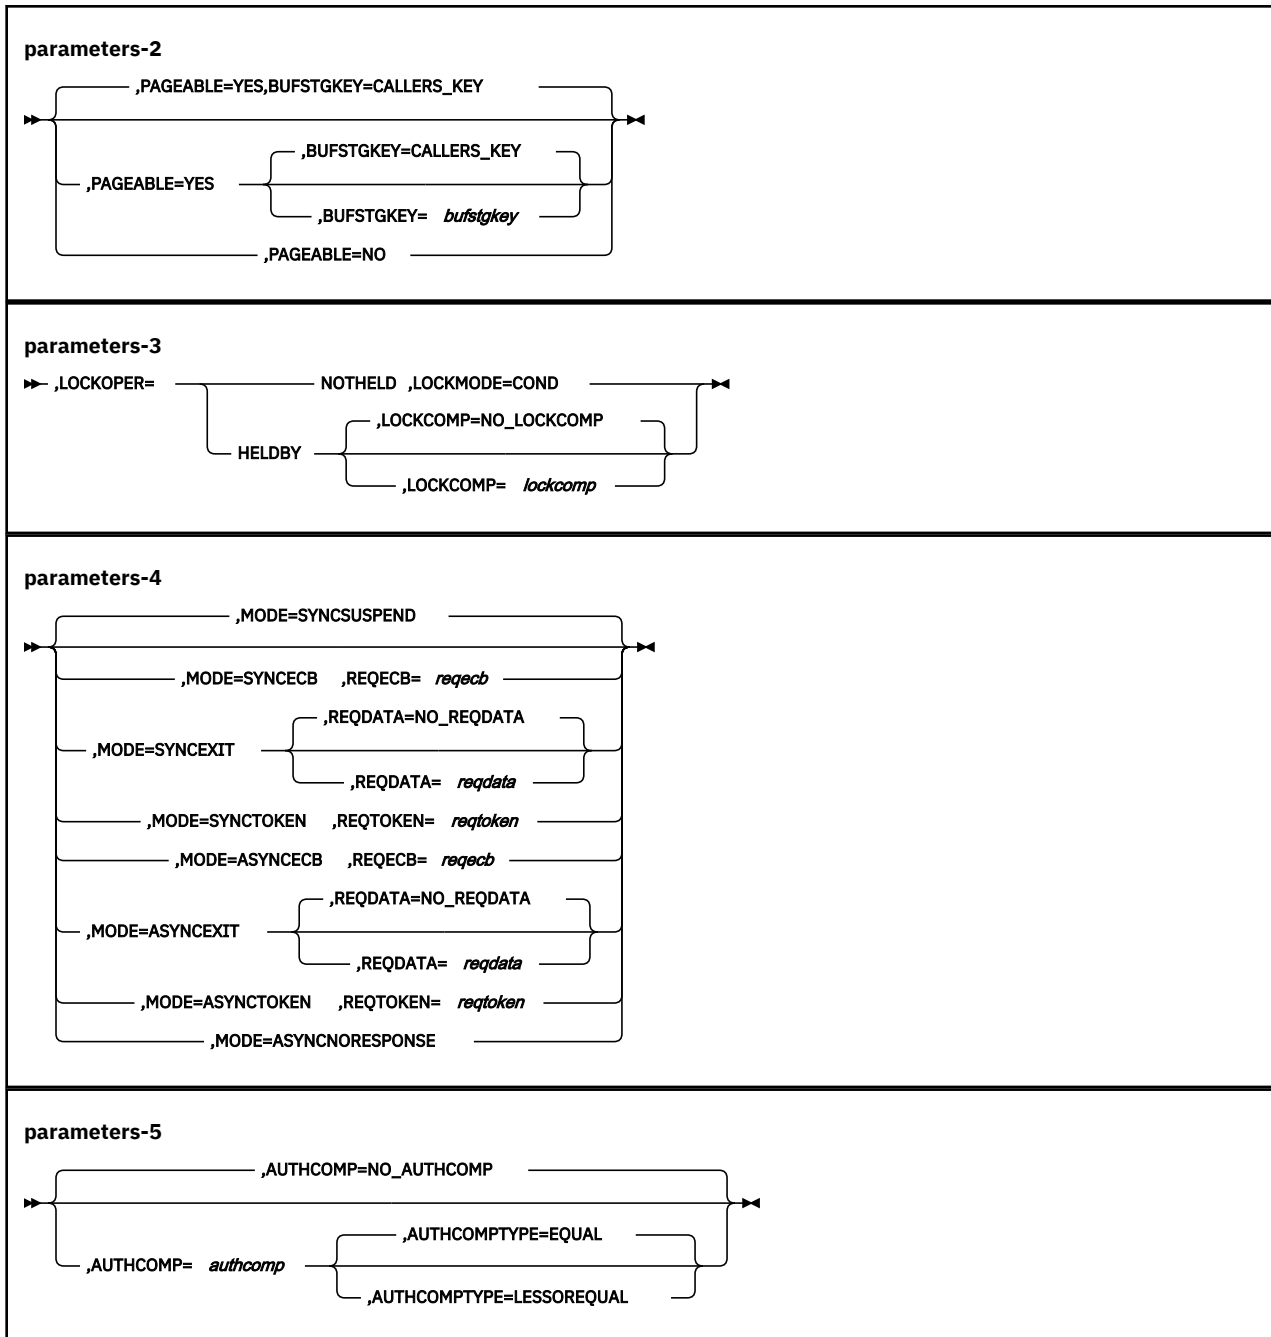 parameters-2
,PAGEABLE=YES,BUFSTGKEY=CALLERS_KEY
,BUFSTGKEY=CALLERS_KEY
,PAGEABLE=YES
,BUFSTGKEY= bufstgkey
,PAGEABLE=NO
parameters-3
,LOCKOPER= NOTHELD ,LOCKMODE=COND
,LOCKCOMP=NO_LOCKCOMP
HELDBY
,LOCKCOMP= lockcomp
parameters-4
,MODE=SYNCSUSPEND
,MODE=SYNCECB ,REQECB= reqecb
,REQDATA=NO_REQDATA
,MODE=SYNCEXIT
,REQDATA= reqdata
,MODE=SYNCTOKEN ,REQTOKEN= reqtoken
,MODE=ASYNCECB ,REQECB= reqecb
,REQDATA=NO_REQDATA
,MODE=ASYNCEXIT
,REQDATA= reqdata
,MODE=ASYNCTOKEN ,REQTOKEN= reqtoken
,MODE=ASYNCNORESPONSE
parameters-5
,AUTHCOMP=NO_AUTHCOMP
,AUTHCOMPTYPE=EQUAL
,AUTHCOMP= authcomp
,AUTHCOMPTYPE=LESSOREQUAL